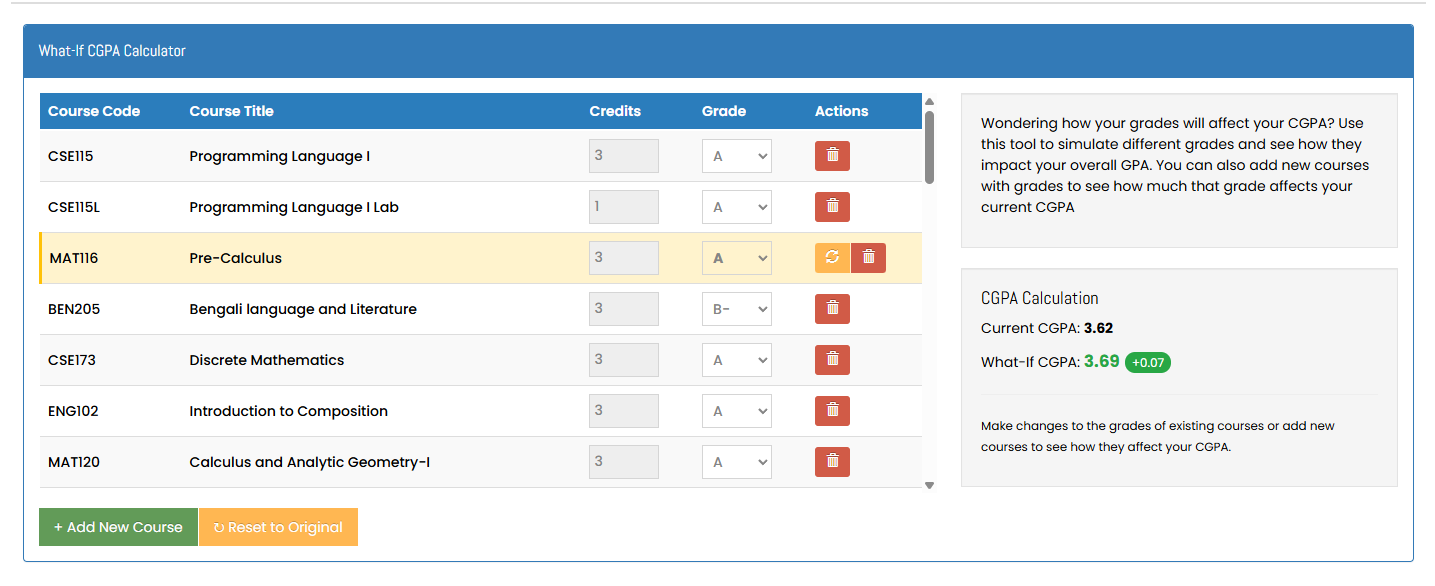 What-If CGPA Calculator
Course Code Course Title Credits Grade Actions
CSE115 Programming Language I 3 A
CSE115L Programming Language I Lab 1 A
MAT116 Pre-Calculus 3 A
BEN205 Bengali language and Literature 3 B-
CSE173 Discrete Mathematics 3 A
ENG102 Introduction to Composition 3 A
MAT120 Calculus and Analytic Geometry-I 3 A
+ Add New Course ↻ Reset to Original
Wondering how your grades will affect your CGPA? Use
this tool to simulate different grades and see how they
impact your overall GPA. You can also add new courses
with grades to see how much that grade affects your
current CGPA
CGPA Calculation
Current CGPA: 3.62
What-If CGPA: 3.69 +0.07
Make changes to the grades of existing courses or add new
courses to see how they affect your CGPA.